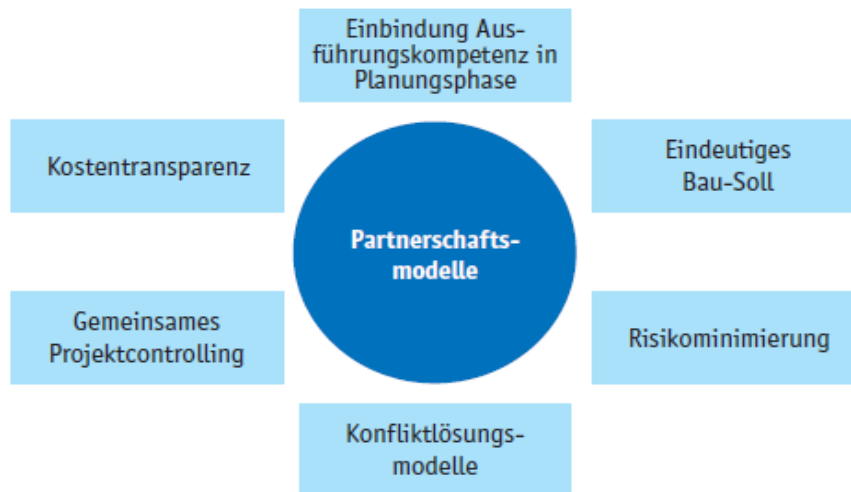 Einbindung Aus-
führungskompetenz in
Planungsphase
Kostentransparenz
Eindeutiges
Bau-Soll
Partnerschafts-
modelle
Gemeinsames
Projektcontrolling
Risikominimierung
Konfliktlösungs-
modelle